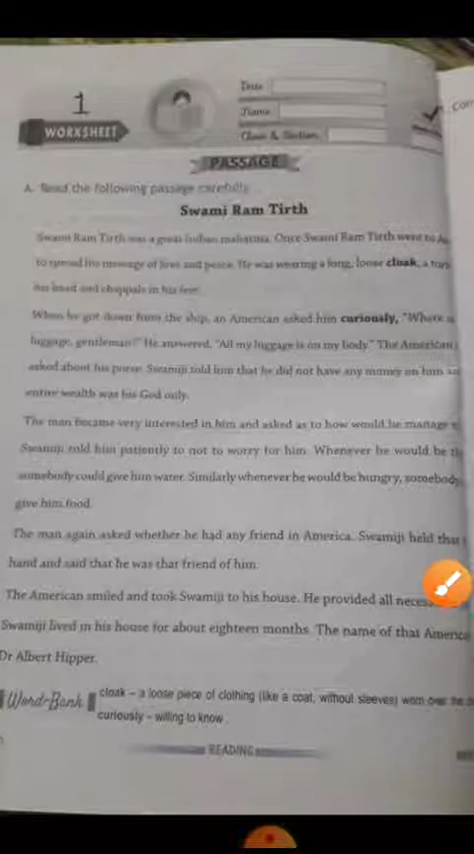 1
WORKSHEET
Date
Name
Class & Section
Cor
PASSAGE
A. Read the following passage carefully.
Swami Ram Tirth
Swami Ram Tirth was a great Indian mahatma. Once Swami Ram Tirth went to
to spread his message of love and peace. He was wearing a long, loose cloak, a
his head and chappals in his feet.
When he got down from the ship, an American asked him curiously, "Where
luggage, gentleman?" He answered, "All my luggage is on my body." The American
asked about his purse. Swamiji told him that he did not have any money on him
entire wealth was his God only.
The man became very interested in him and asked as to how would he manage
Swamiji told him patiently to not to worry for him. Whenever he would be
somebody could give him water. Similarly whenever he would be hungry, somebody
give him food.
The man again asked whether he had any friend in America. Swamiji held that
hand and said that he was that friend of him.
The American smiled and took Swamiji to his house. He provided all
Swamiji lived in his house for about eighteen months. The name of that
Dr Albert Hipper.
Word-Bank
cloak – a loose piece of clothing (like a coat, without sleeves) worn over
curiously – willing to know
READING